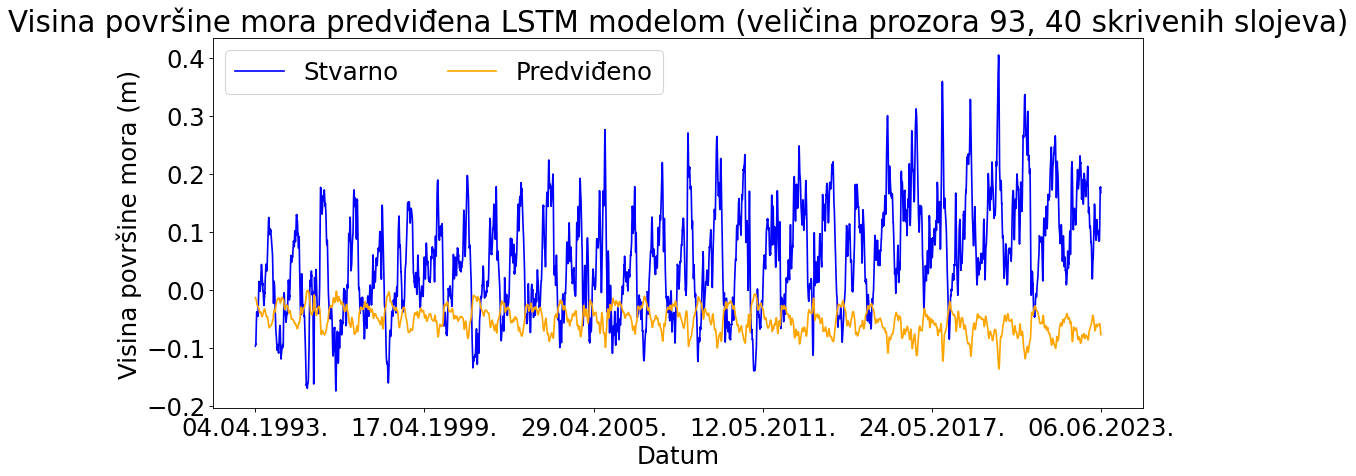 Visina površine mora predviđena LSTM modelom (veličina prozora 93, 40 skrivenih slojeva)
Stvarno
Predviđeno
Visina površine mora (m)
0.4
0.3
0.2
0.1
0.0
−0.1
−0.2
04.04.1993.
17.04.1999.
29.04.2005.
12.05.2011.
24.05.2017.
06.06.2023.
Datum